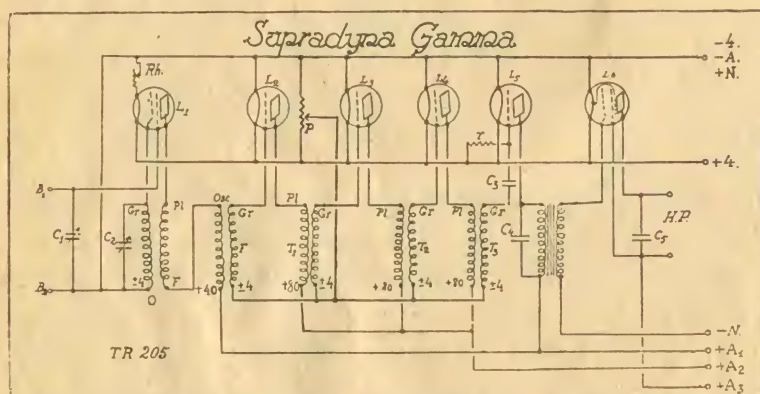 Supradyna Gamma
-4.
-A.
+N.
Rh.
L1
L2
L3
L4
L5
L6
P
r
+4.
B1
C1
C2
Gr
Pl
Osc
Gr
Pl
Gr
Pl
Gr
Pl
Gr
C3
C4
C5
H.P.
F
F
T1
T2
T3
B2
±4
O
+40
±4
+80
±4
+80
±4
+80
±4
TR 205
-N.
+A1
+A2
+A3